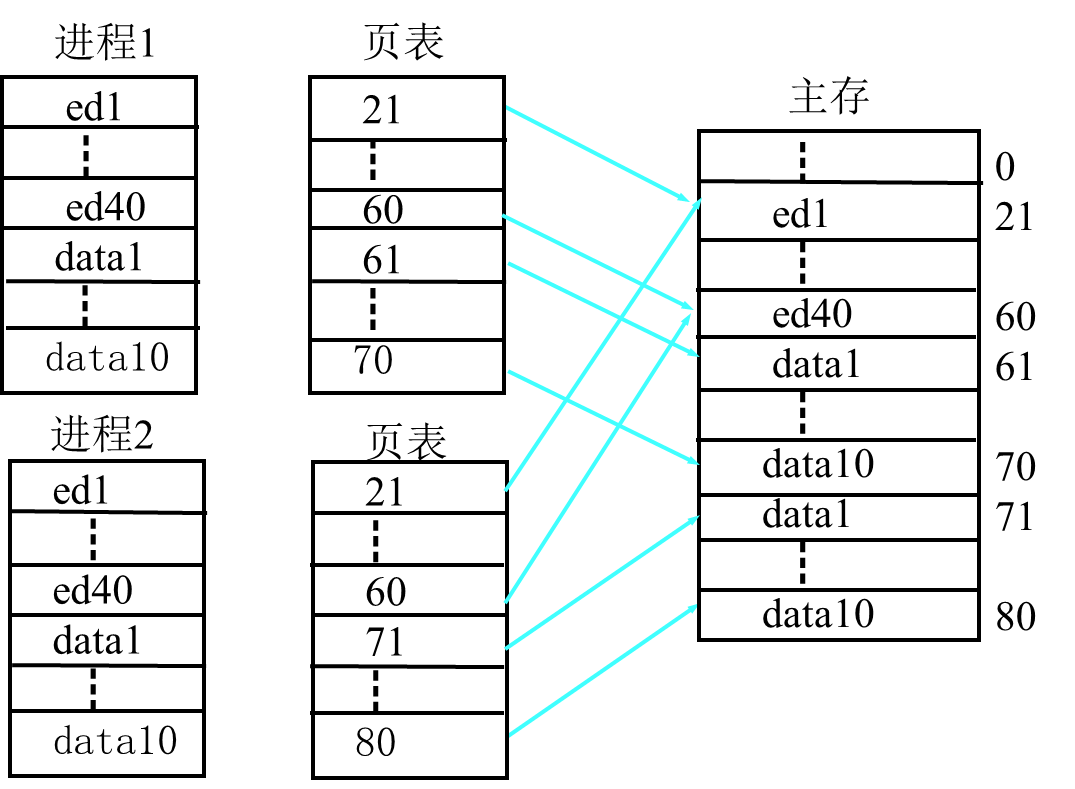 进程1
ed1
ed40
data1
data10
页表
21
60
61
70
主存
0
ed1 21
ed40 60
data1 61
data10 70
data1 71
data10 80
进程2
ed1
ed40
data1
data10
页表
21
60
71
80